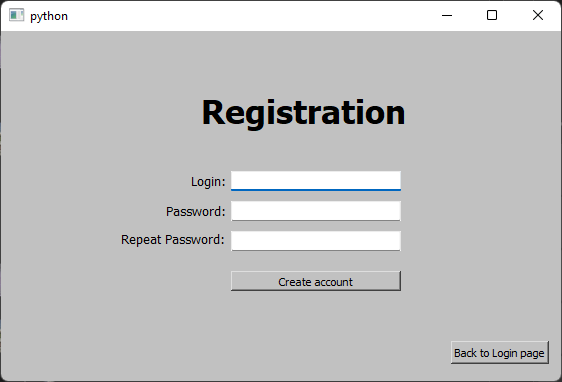 python
Registration
Login:
Password:
Repeat Password:
Create account
Back to Login page